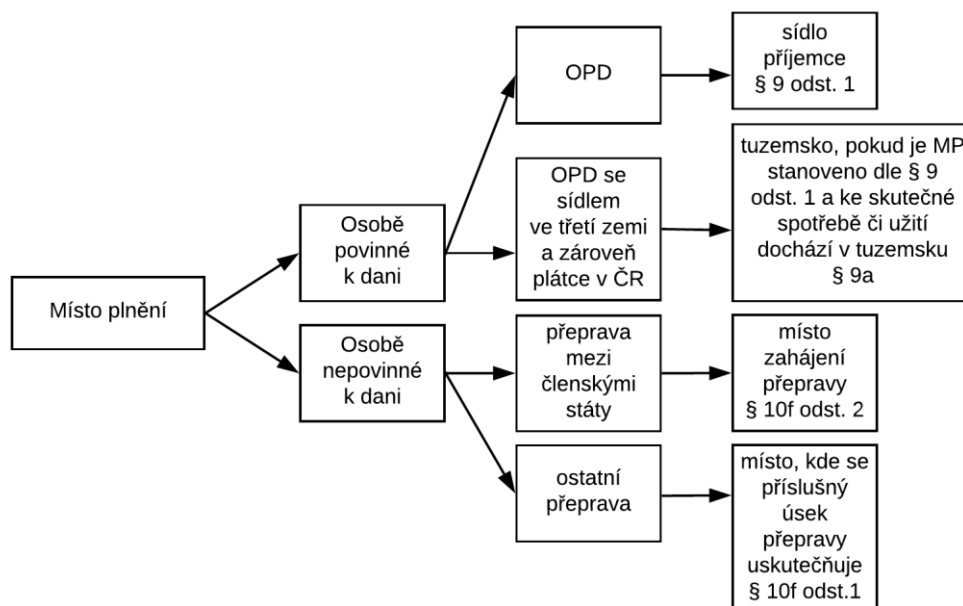 Místo plnění
Osobě
povinné
k dani
OPD
sídlo
příjemce
§ 9 odst. 1
OPD se
sídlem
ve třetí zemi
a zároveň
plátce v ČR
tuzemsko, pokud je MP
stanoveno dle § 9
odst. 1 a ke skutečné
spotřebě či užití
dochází v tuzemsku
§ 9a
Osobě
nepovinné
k dani
přeprava
mezi
členskými
státy
místo
zahájení
přepravy
§ 10f odst. 2
ostatní
přeprava
místo, kde se
příslušný
úsek
přepravy
uskutečňuje
§ 10f odst.1